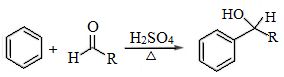 HO H
+ H O R H2SO4 △ R